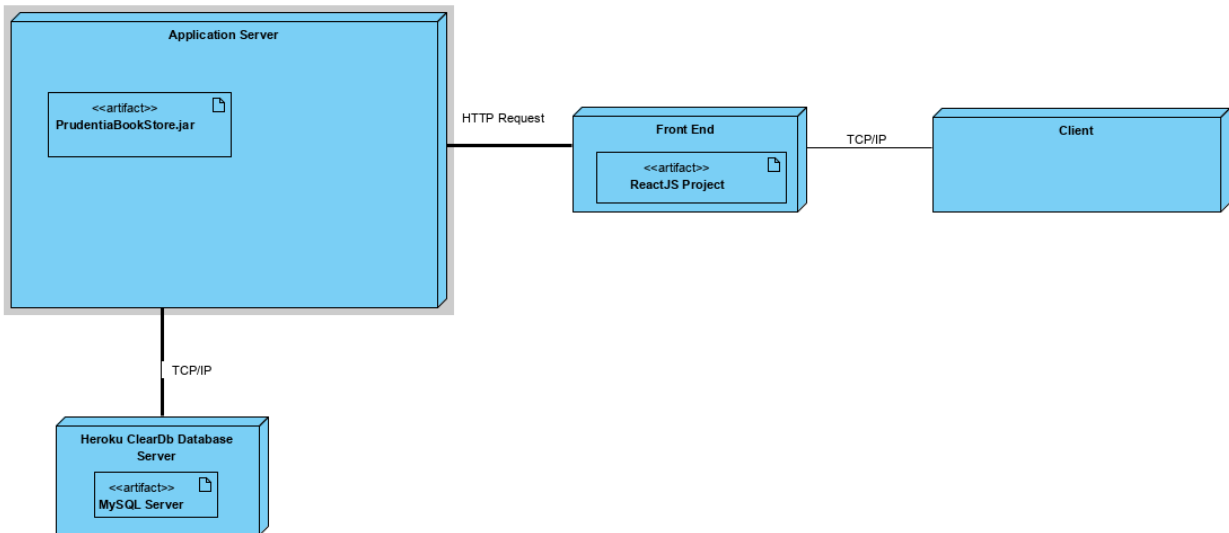 Application Server
<<artifact>>
PrudentiaBookStore.jar
HTTP Request
Front End
<<artifact>>
ReactJS Project
TCP/IP
Client
TCP/IP
Heroku ClearDb Database
Server
<<artifact>>
MySQL Server